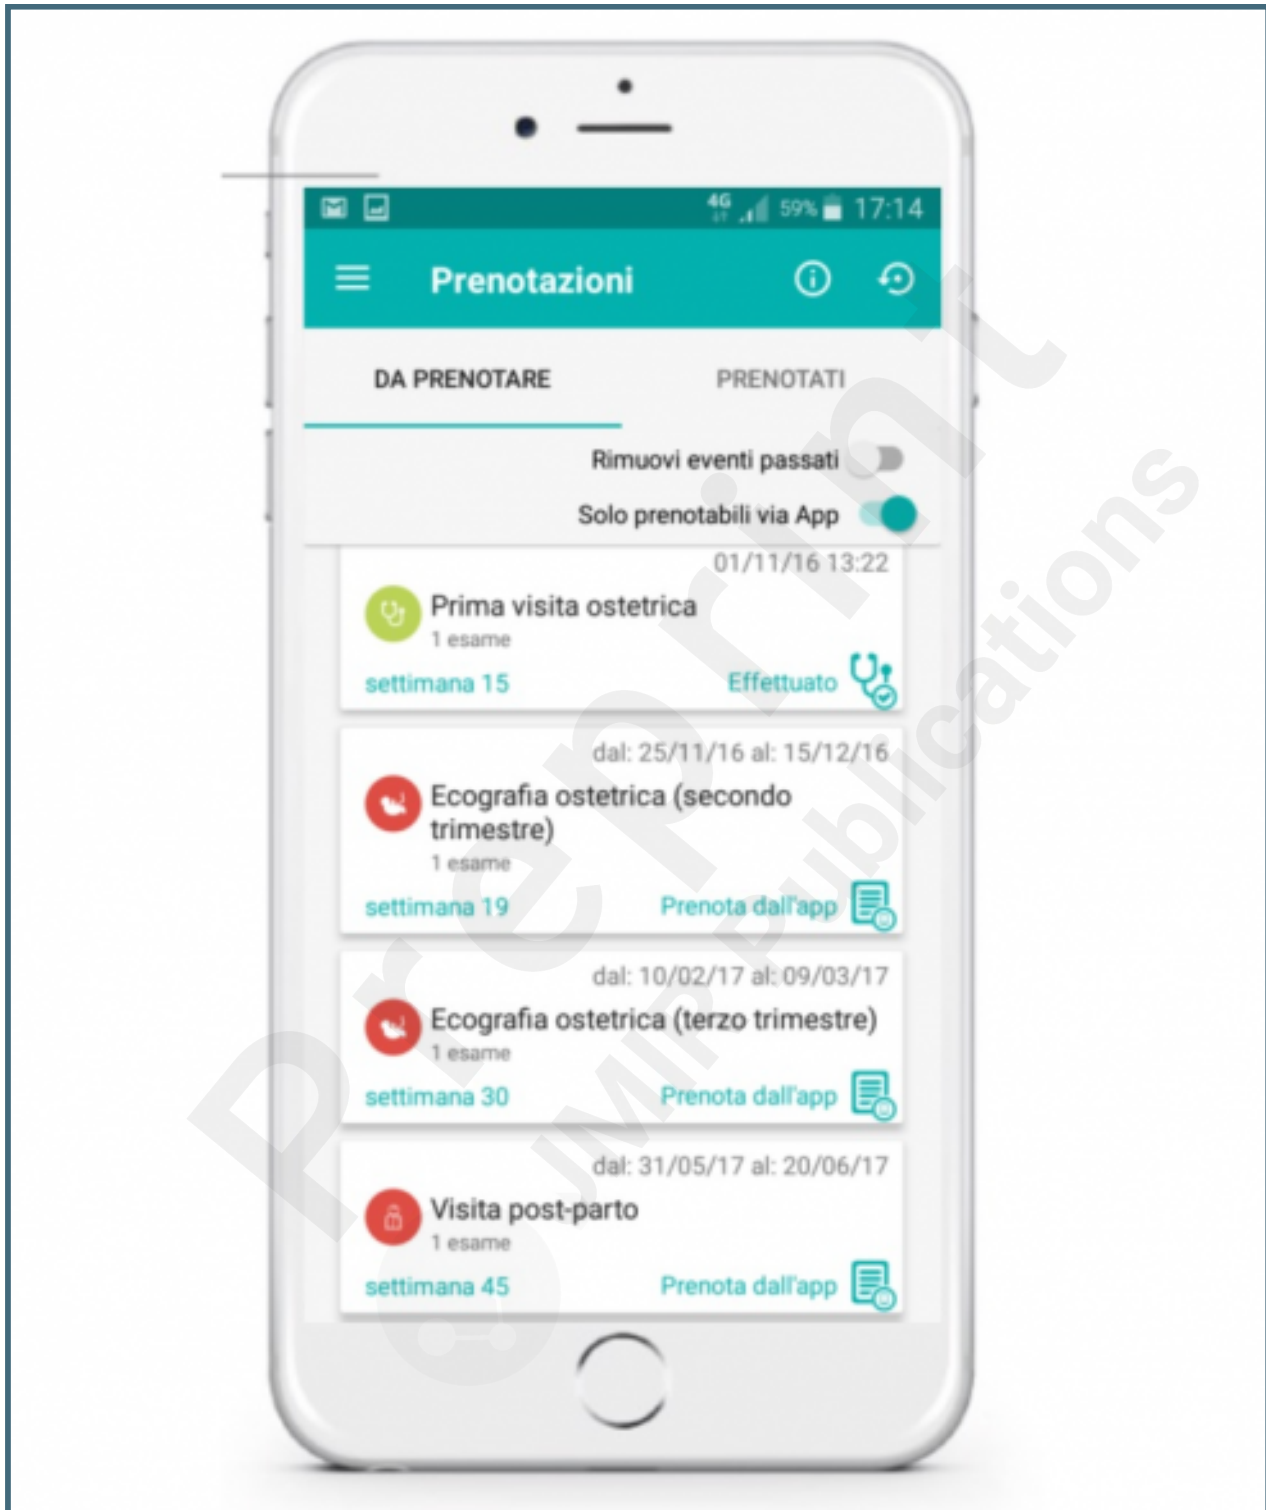 4G 59% 17:14
Prenotazioni
DA PRENOTARE PRENOTATI
Rimuovi eventi passati
Solo prenotabili via App
01/11/16 13:22
Prima visita ostetrica
1 esame
settimana 15 Effettuato
dal: 25/11/16 al: 15/12/16
Ecografia ostetrica (secondo
trimestre)
1 esame
settimana 19 Prenota dall'app
dal: 10/02/17 al: 09/03/17
Ecografia ostetrica (terzo trimestre)
1 esame
settimana 30 Prenota dall'app
dal: 31/05/17 al: 20/06/17
Visita post-parto
1 esame
settimana 45 Prenota dall'app
Preprint
JMIR Publications